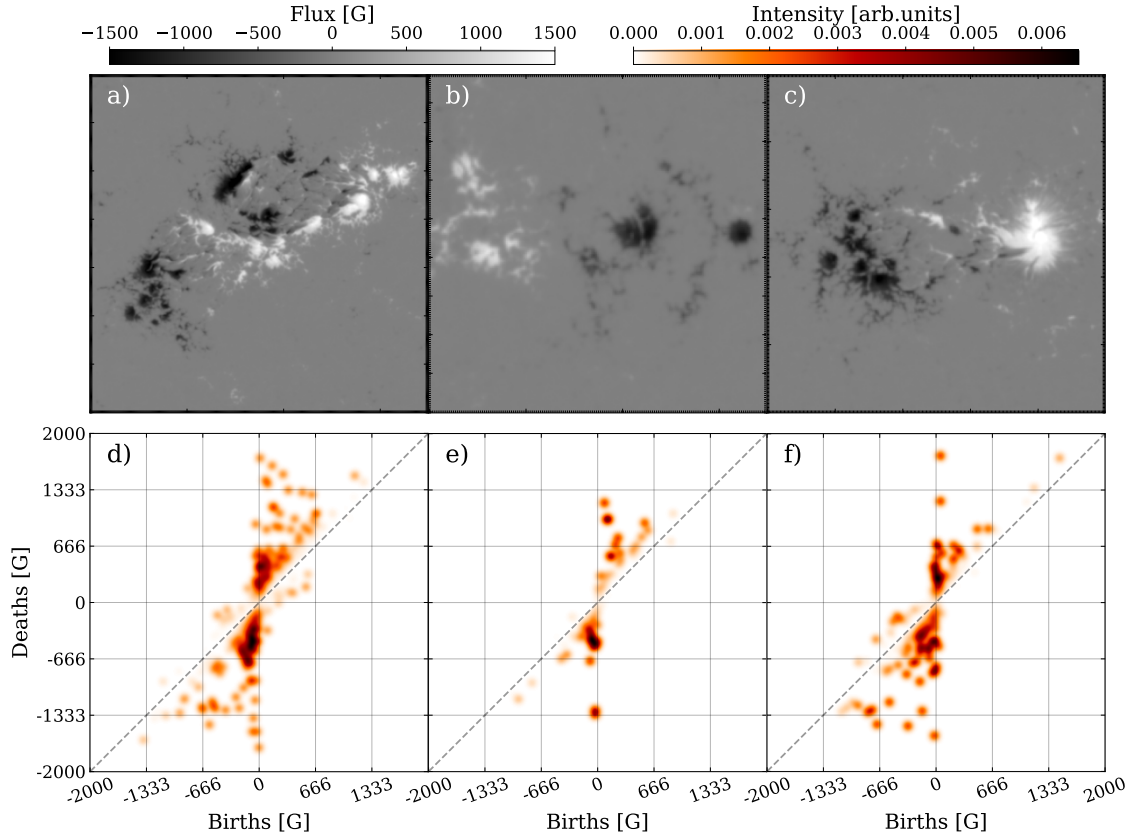 Flux [G] Intensity [arb.units]
−1500 −1000 −500 0 500 1000 1500 0.000 0.001 0.002 0.003 0.004 0.005 0.006
a) b) c)
d) e) f)
2000
1333
666
0
-666
-1333
-2000
Deaths [G]
-2000 -1333 -666 0 666 1333 -2000 -1333 -666 0 666 1333 -2000 -1333 -666 0 666 1333 2000
Births [G] Births [G] Births [G]